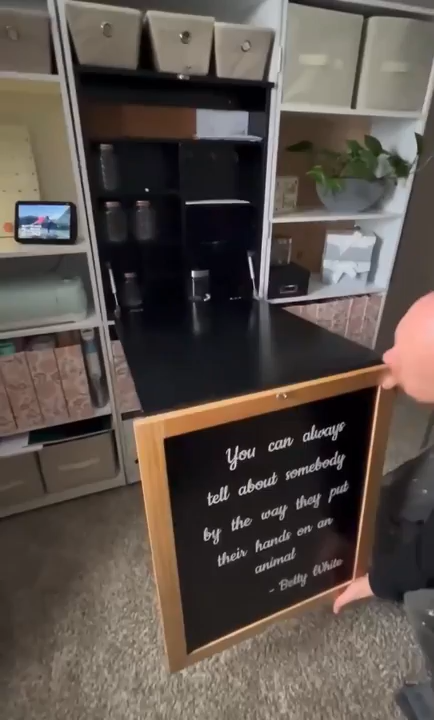 You can always
tell about somebody
by the way they put
their hands on an
animal
- Betty White